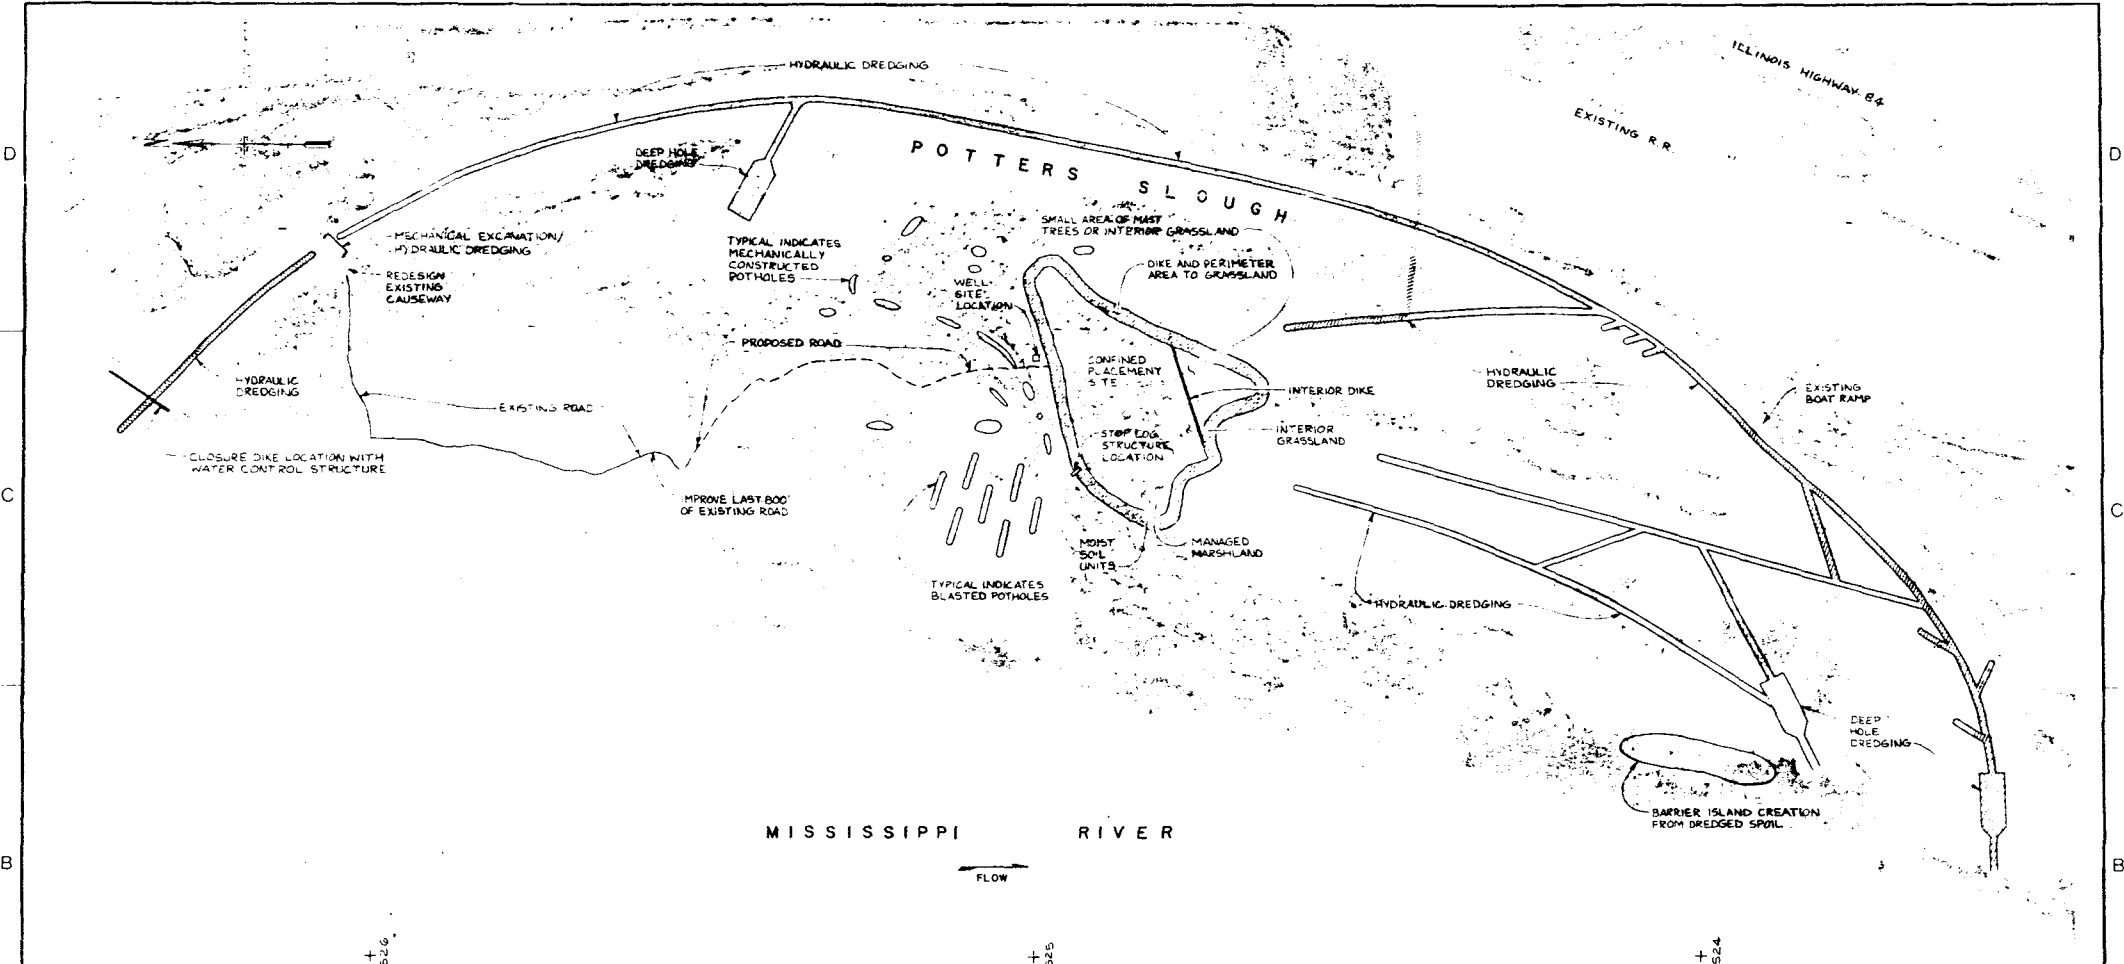 HYDRAULIC DREDGING
ILLINOIS HIGHWAY 84
EXISTING R.R.
D
D
DEEP HOLE
DREDGING
POTTERS SLOUGH
MECHANICAL EXCAVATION/
HYDRAULIC DREDGING
REDESIGN
EXISTING
CAUSEWAY
TYPICAL INDICATES
MECHANICALLY
CONSTRUCTED
POTHOLES
SMALL AREA OF MAST
TREES OR INTERIOR GRASSLAND
DIKE AND PERIMETER
AREA TO GRASSLAND
WELL
SITE
LOCATION
PROPOSED ROAD
CONFINED
PLACEMENT
SITE
HYDRAULIC
DREDGING
EXISTING ROAD
INTERIOR DIKE
HYDRAULIC
DREDGING
EXISTING
BOAT RAMP
STOP LOG
STRUCTURE
LOCATION
INTERIOR
GRASSLAND
CLOSURE DIKE LOCATION WITH
WATER CONTROL STRUCTURE
C
C
IMPROVE LAST 800'
OF EXISTING ROAD
MOIST
SOIL
UNITS
MANAGED
MARSHLAND
TYPICAL INDICATES
BLASTED POTHOLES
HYDRAULIC DREDGING
DEEP
HOLE
DREDGING
BARRIER ISLAND CREATION
FROM DREDGED SPOIL
MISSISSIPPI RIVER
FLOW
B
B
526
525
524